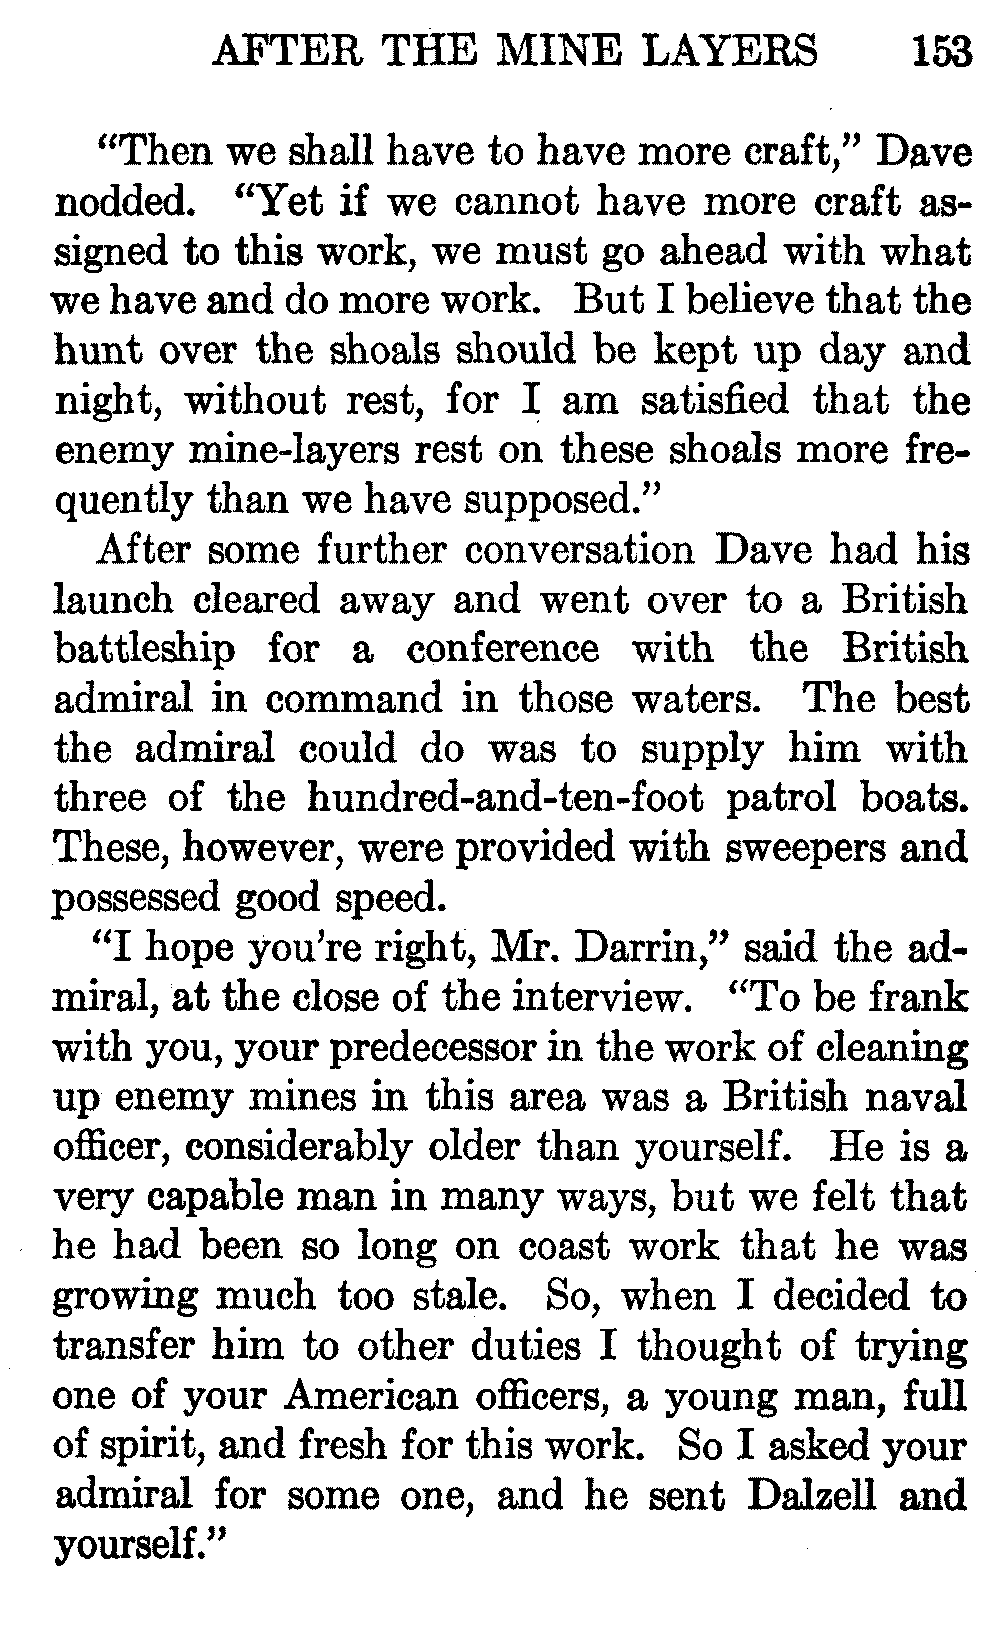 AFTER THE MINE LAYERS 153
“Then we shall have to have more craft,” Dave
nodded. “Yet if we cannot have more craft as-
signed to this work, we must go ahead with what
we have and do more work. But I believe that the
hunt over the shoals should be kept up day and
night, without rest, for I am satisfied that the
enemy mine-layers rest on these shoals more fre-
quently than we have supposed.”
After some further conversation Dave had his
launch cleared away and went over to a British
battleship for a conference with the British
admiral in command in those waters. The best
the admiral could do was to supply him with
three of the hundred-and-ten-foot patrol boats.
These, however, were provided with sweepers and
possessed good speed.
“I hope you're right, Mr. Darrin,” said the ad-
miral, at the close of the interview. “To be frank
with you, your predecessor in the work of cleaning
up enemy mines in this area was a British naval
officer, considerably older than yourself. He is a
very capable man in many ways, but we felt that
he had been so long on coast work that he was
growing much too stale. So, when I decided to
transfer him to other duties I thought of trying
one of your American officers, a young man, full
of spirit, and fresh for this work. So I asked your
admiral for some one, and he sent Dalzell and
yourself.”